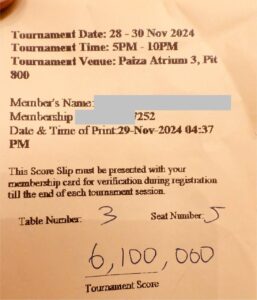 Tournament Date: 28 - 30 Nov 2024
Tournament Time: 5PM - 10PM
Tournament Venue: Paiza Atrium 3, Pit
800
Member's Name:
Membership 7252
Date & Time of Print:29-Nov-2024 04:37
PM
This Score Slip must be presented with your
membership card for verification during registration
till the end of each tournament session.
Table Number: 3 Seat Number: 5
6,100,000
Tournament Score